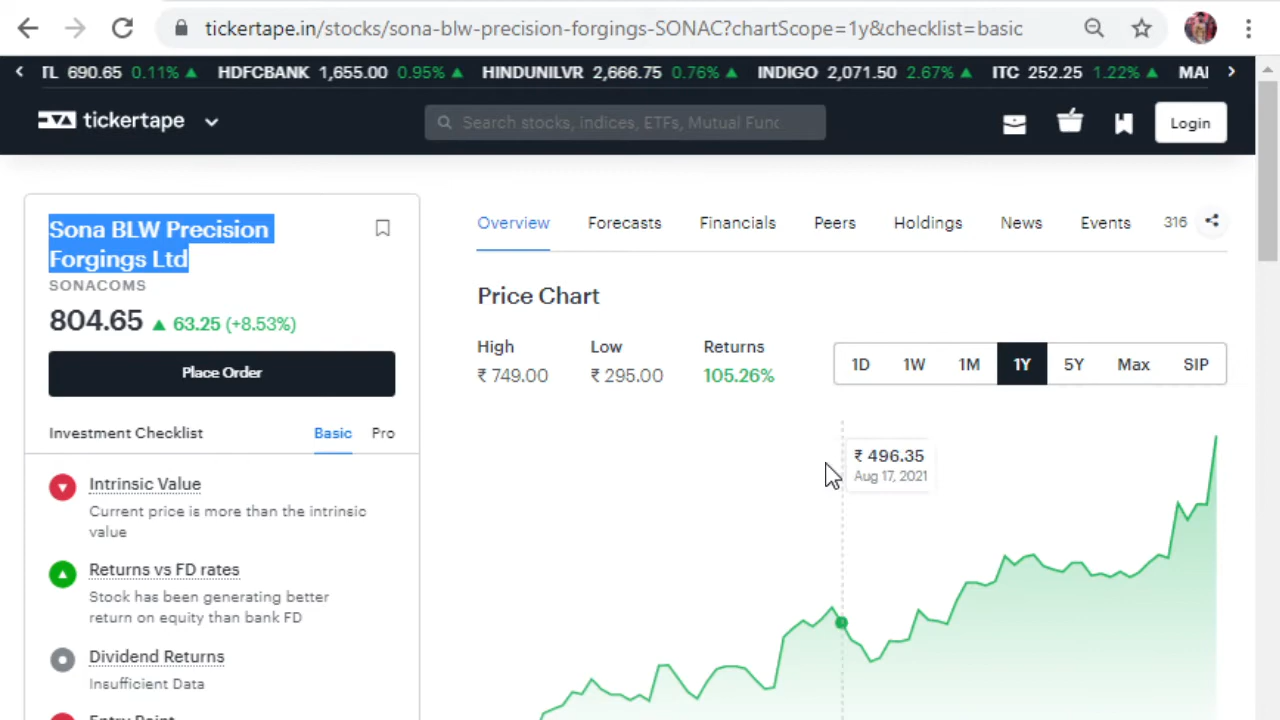 tickertape.in/stocks/sona-blw-precision-forgings-SONAC?chartScope=1y&checklist=basic
TL 690.65 0.11% ▲ HDFCBANK 1,655.00 0.95% ▲ HINDUNILVR 2,666.75 0.76% ▲ INDIGO 2,071.50 2.67% ▲ ITC 252.25 1.22% ▲ MAI
tickertape
Search stocks, indices, ETFs, Mutual Func
Login
Sona BLW Precision
Forgings Ltd
SONACOMS
804.65 ▲ 63.25 (+8.53%)
Place Order
Investment Checklist Basic Pro
Intrinsic Value
Current price is more than the intrinsic
value
Returns vs FD rates
Stock has been generating better
return on equity than bank FD
Dividend Returns
Insufficient Data
Entry Point
Overview Forecasts Financials Peers Holdings News Events 316
Price Chart
High Low Returns
₹ 749.00 ₹ 295.00 105.26%
1D 1W 1M 1Y 5Y Max SIP
₹ 496.35
Aug 17, 2021